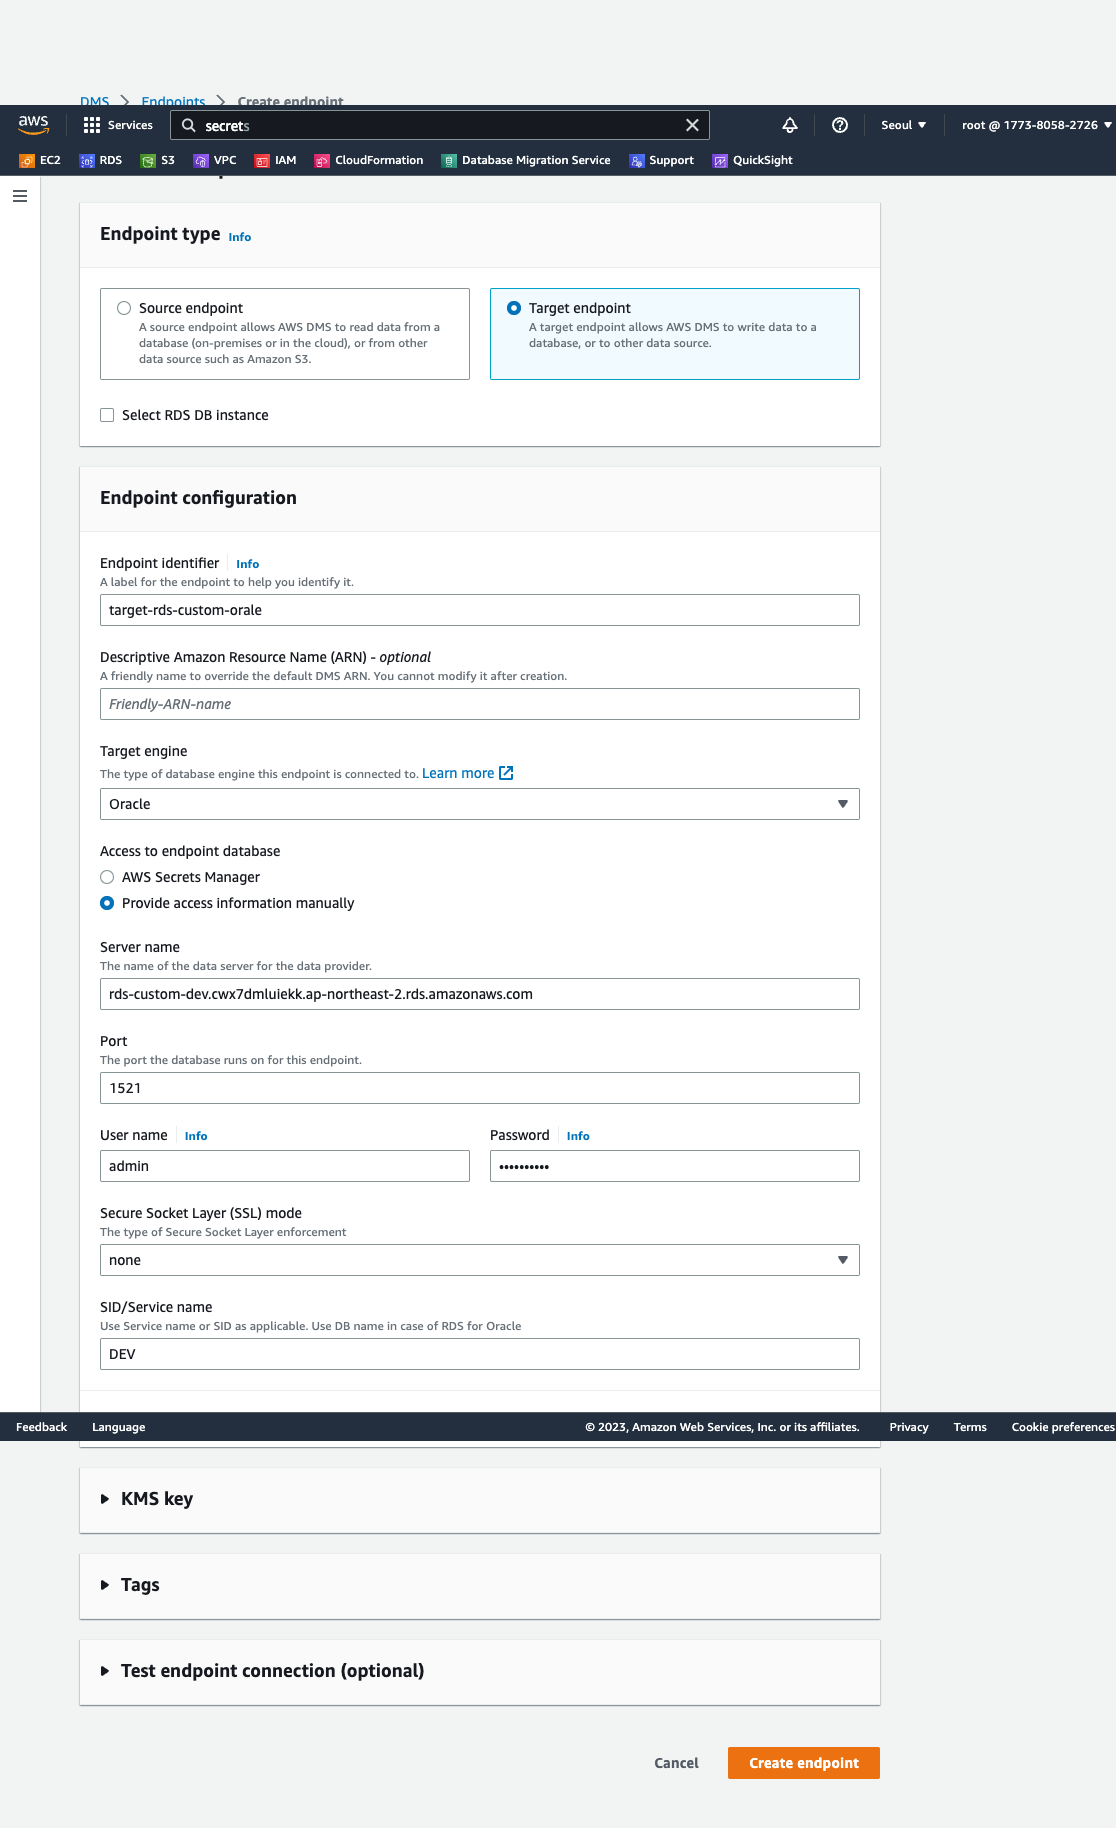 DMS > Endpoints > Create endpoint
aws Services secrets Seoul root @ 1773-8058-2726
EC2 RDS S3 VPC IAM CloudFormation Database Migration Service Support QuickSight
Endpoint type Info
Source endpoint
A source endpoint allows AWS DMS to read data from a
database (on-premises or in the cloud), or from other
data source such as Amazon S3.
Target endpoint
A target endpoint allows AWS DMS to write data to a
database, or to other data source.
Select RDS DB instance
Endpoint configuration
Endpoint identifier Info
A label for the endpoint to help you identify it.
target-rds-custom-orale
Descriptive Amazon Resource Name (ARN) - optional
A friendly name to override the default DMS ARN. You cannot modify it after creation.
Friendly-ARN-name
Target engine
The type of database engine this endpoint is connected to. Learn more
Oracle
Access to endpoint database
AWS Secrets Manager
Provide access information manually
Server name
The name of the data server for the data provider.
rds-custom-dev.cwx7dmluiekk.ap-northeast-2.rds.amazonaws.com
Port
The port the database runs on for this endpoint.
1521
User name Info
admin
Password Info
••••••••••
Secure Socket Layer (SSL) mode
The type of Secure Socket Layer enforcement
none
SID/Service name
Use Service name or SID as applicable. Use DB name in case of RDS for Oracle
DEV
Feedback Language © 2023, Amazon Web Services, Inc. or its affiliates. Privacy Terms Cookie preferences
KMS key
Tags
Test endpoint connection (optional)
Cancel Create endpoint